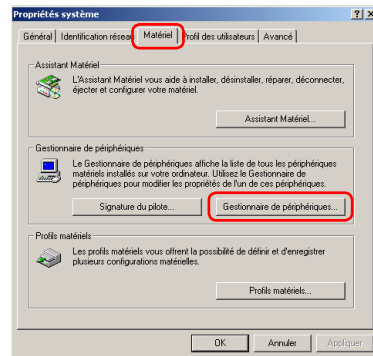 Propriétés système
Général Identification réseau Matériel Profil des utilisateurs Avancé
Assistant Matériel
L'Assistant Matériel vous aide à installer, désinstaller, réparer, déconnecter,
éjecter et configurer votre matériel.
Assistant Matériel...
Gestionnaire de périphériques
Le Gestionnaire de périphériques affiche la liste de tous les périphériques
matériels installés sur votre ordinateur. Utilisez le Gestionnaire de
périphériques pour modifier les propriétés de l'un de ces périphériques.
Signature du pilote... Gestionnaire de périphériques...
Profils matériels
Les profils matériels vous offrent la possibilité de définir et d'enregistrer
plusieurs configurations matérielles.
Profils matériels...
OK Annuler Appliquer